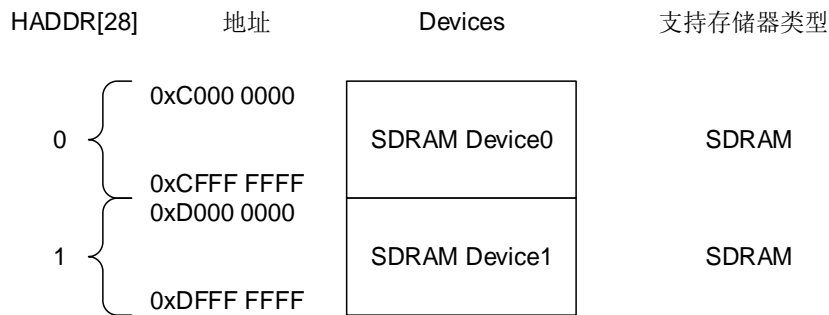 HADDR[28] 地址 Devices 支持存储器类型
0xC000 0000
0 SDRAM Device0 SDRAM
0xCFFF FFFF
0xD000 0000
1 SDRAM Device1 SDRAM
0xDFFF FFFF